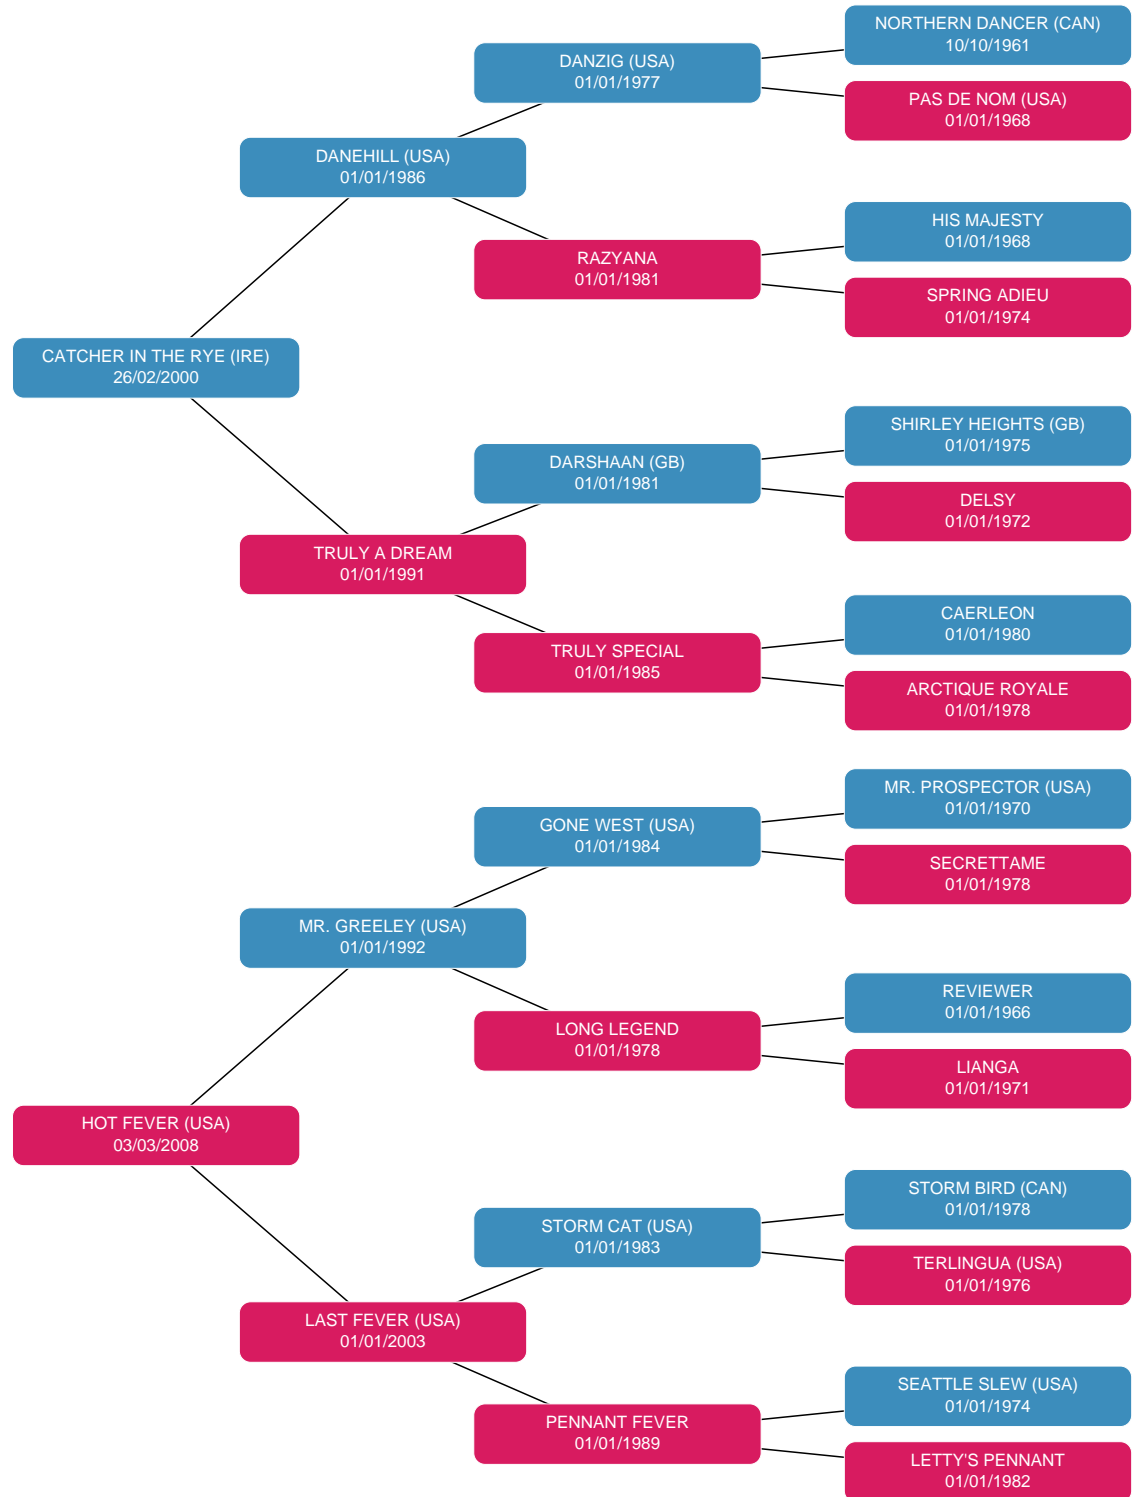 NORTHERN DANCER (CAN)
10/10/1961
DANZIG (USA)
01/01/1977
PAS DE NOM (USA)
01/01/1968
DANEHILL (USA)
01/01/1986
HIS MAJESTY
01/01/1968
RAZYANA
01/01/1981
SPRING ADIEU
01/01/1974
CATCHER IN THE RYE (IRE)
26/02/2000
SHIRLEY HEIGHTS (GB)
01/01/1975
DARSHAAN (GB)
01/01/1981
DELSY
01/01/1972
TRULY A DREAM
01/01/1991
CAERLEON
01/01/1980
TRULY SPECIAL
01/01/1985
ARCTIQUE ROYALE
01/01/1978
MR. PROSPECTOR (USA)
01/01/1970
GONE WEST (USA)
01/01/1984
SECRETTAME
01/01/1978
MR. GREELEY (USA)
01/01/1992
REVIEWER
01/01/1966
LONG LEGEND
01/01/1978
LIANGA
01/01/1971
HOT FEVER (USA)
03/03/2008
STORM BIRD (CAN)
01/01/1978
STORM CAT (USA)
01/01/1983
TERLINGUA (USA)
01/01/1976
LAST FEVER (USA)
01/01/2003
SEATTLE SLEW (USA)
01/01/1974
PENNANT FEVER
01/01/1989
LETTY'S PENNANT
01/01/1982